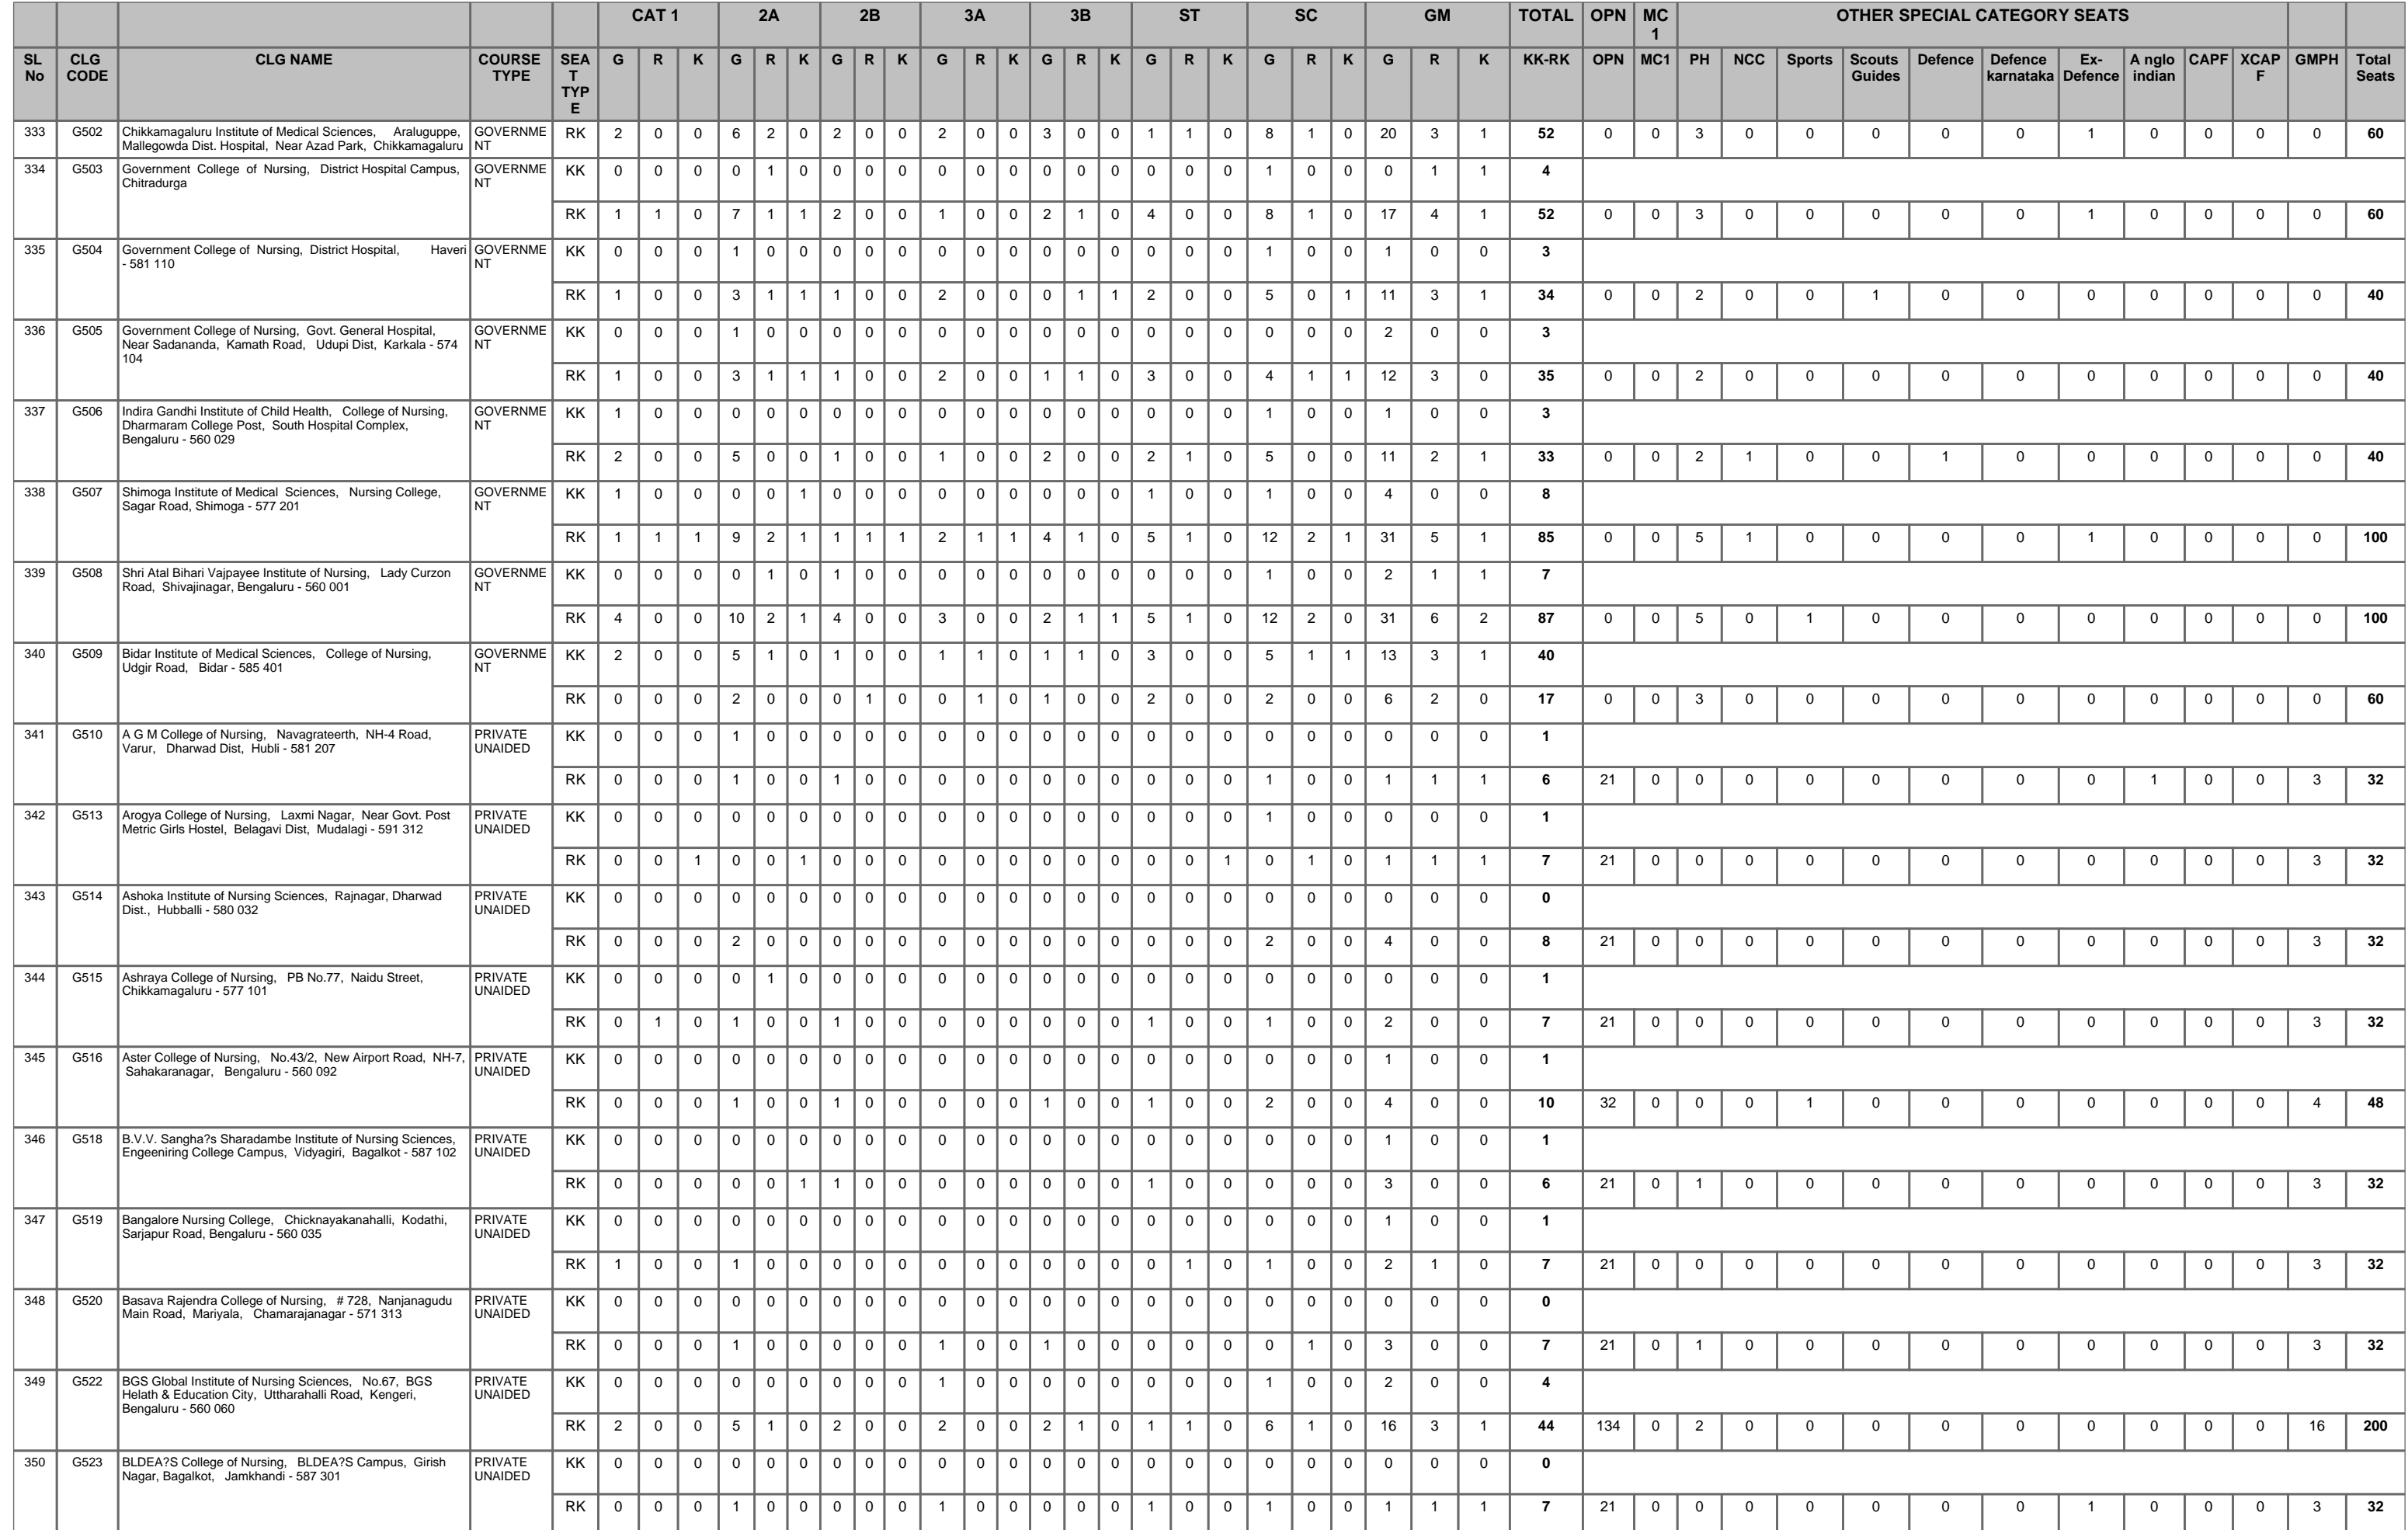 CAT 1 2A 2B 3A 3B ST SC GM TOTAL OPN MC 1 OTHER SPECIAL CATEGORY SEATS
SL No CLG CODE CLG NAME COURSE TYPE SEA T TYP E G R K G R K G R K G R K G R K G R K G R K G R K KK-RK OPN MC1 PH NCC Sports Scouts Guides Defence Defence karnataka Ex- Defence A nglo indian CAPF XCAP F GMPH Total Seats
333 G502 Chikkamagaluru Institute of Medical Sciences, Araluguppe, GOVERNME RK 2 0 0 6 2 0 2 0 0 2 0 0 3 0 0 1 1 0 8 1 0 20 3 1 52 0 0 3 0 0 0 0 0 1 0 0 0 0 60
Mallegowda Dist. Hospital, Near Azad Park, Chikkamagaluru NT
334 G503 Government College of Nursing, District Hospital Campus, GOVERNME KK 0 0 0 0 1 0 0 0 0 0 0 0 0 0 0 0 0 0 1 0 0 0 1 1 4
Chitradurga NT
RK 1 1 0 7 1 1 2 0 0 1 0 0 2 1 0 4 0 0 8 1 0 17 4 1 52 0 0 3 0 0 0 0 0 1 0 0 0 0 60
335 G504 Government College of Nursing, District Hospital, Haveri GOVERNME KK 0 0 0 1 0 0 0 0 0 0 0 0 0 0 0 0 0 0 1 0 0 1 0 0 3
- 581 110 NT
RK 1 0 0 3 1 1 1 0 0 2 0 0 0 1 1 2 0 0 5 0 1 11 3 1 34 0 0 2 0 0 1 0 0 0 0 0 0 0 40
336 G505 Government College of Nursing, Govt. General Hospital, GOVERNME KK 0 0 0 1 0 0 0 0 0 0 0 0 0 0 0 0 0 0 0 0 0 2 0 0 3
Near Sadananda, Kamath Road, Udupi Dist, Karkala - 574 NT
104
RK 1 0 0 3 1 1 1 0 0 2 0 0 1 1 0 3 0 0 4 1 1 12 3 0 35 0 0 2 0 0 0 0 0 0 0 0 0 0 40
337 G506 Indira Gandhi Institute of Child Health, College of Nursing, GOVERNME KK 1 0 0 0 0 0 0 0 0 0 0 0 0 0 0 0 0 0 1 0 0 1 0 0 3
Dharmaram College Post, South Hospital Complex, NT
Bengaluru - 560 029
RK 2 0 0 5 0 0 1 0 0 1 0 0 2 0 0 2 1 0 5 0 0 11 2 1 33 0 0 2 1 0 0 1 0 0 0 0 0 0 40
338 G507 Shimoga Institute of Medical Sciences, Nursing College, GOVERNME KK 1 0 0 0 0 1 0 0 0 0 0 0 0 0 0 1 0 0 1 0 0 4 0 0 8
Sagar Road, Shimoga - 577 201 NT
RK 1 1 1 9 2 1 1 1 1 2 1 1 4 1 0 5 1 0 12 2 1 31 5 1 85 0 0 5 1 0 0 0 0 1 0 0 0 0 100
339 G508 Shri Atal Bihari Vajpayee Institute of Nursing, Lady Curzon GOVERNME KK 0 0 0 0 1 0 1 0 0 0 0 0 0 0 0 0 0 0 1 0 0 2 1 1 7
Road, Shivajinagar, Bengaluru - 560 001 NT
RK 4 0 0 10 2 1 4 0 0 3 0 0 2 1 1 5 1 0 12 2 0 31 6 2 87 0 0 5 0 1 0 0 0 0 0 0 0 0 100
340 G509 Bidar Institute of Medical Sciences, College of Nursing, GOVERNME KK 2 0 0 5 1 0 1 0 0 1 1 0 1 1 0 3 0 0 5 1 1 13 3 1 40
Udgir Road, Bidar - 585 401 NT
RK 0 0 0 2 0 0 0 1 0 0 1 0 1 0 0 2 0 0 2 0 0 6 2 0 17 0 0 3 0 0 0 0 0 0 0 0 0 0 60
341 G510 A G M College of Nursing, Navagrateerth, NH-4 Road, PRIVATE KK 0 0 0 1 0 0 0 0 0 0 0 0 0 0 0 0 0 0 0 0 0 0 0 0 1
Varur, Dharwad Dist, Hubli - 581 207 UNAIDED
RK 0 0 0 1 0 0 1 0 0 0 0 0 0 0 0 0 0 0 1 0 0 1 1 1 6 21 0 0 0 0 0 0 0 0 1 0 0 3 32
342 G513 Arogya College of Nursing, Laxmi Nagar, Near Govt. Post PRIVATE KK 0 0 0 0 0 0 0 0 0 0 0 0 0 0 0 0 0 0 1 0 0 0 0 0 1
Metric Girls Hostel, Belagavi Dist, Mudalagi - 591 312 UNAIDED
RK 0 0 1 0 0 1 0 0 0 0 0 0 0 0 0 0 0 1 0 1 0 1 1 1 7 21 0 0 0 0 0 0 0 0 0 0 0 3 32
343 G514 Ashoka Institute of Nursing Sciences, Rajnagar, Dharwad PRIVATE KK 0 0 0 0 0 0 0 0 0 0 0 0 0 0 0 0 0 0 0 0 0 0 0 0 0
Dist., Hubballi - 580 032 UNAIDED
RK 0 0 0 2 0 0 0 0 0 0 0 0 0 0 0 0 0 0 2 0 0 4 0 0 8 21 0 0 0 0 0 0 0 0 0 0 0 3 32
344 G515 Ashraya College of Nursing, PB No.77, Naidu Street, PRIVATE KK 0 0 0 0 1 0 0 0 0 0 0 0 0 0 0 0 0 0 0 0 0 0 0 0 1
Chikkamagaluru - 577 101 UNAIDED
RK 0 1 0 1 0 0 1 0 0 0 0 0 0 0 0 1 0 0 1 0 0 2 0 0 7 21 0 0 0 0 0 0 0 0 0 0 0 3 32
345 G516 Aster College of Nursing, No.43/2, New Airport Road, NH-7, PRIVATE KK 0 0 0 0 0 0 0 0 0 0 0 0 0 0 0 0 0 0 0 0 0 1 0 0 1
Sahakaranagar, Bengaluru - 560 092 UNAIDED
RK 0 0 0 1 0 0 1 0 0 0 0 0 1 0 0 1 0 0 2 0 0 4 0 0 10 32 0 0 0 1 0 0 0 0 0 0 0 4 48
346 G518 B.V.V. Sangha?s Sharadambe Institute of Nursing Sciences, PRIVATE KK 0 0 0 0 0 0 0 0 0 0 0 0 0 0 0 0 0 0 0 0 0 1 0 0 1
Engeeniring College Campus, Vidyagiri, Bagalkot - 587 102 UNAIDED
RK 0 0 0 0 0 1 1 0 0 0 0 0 0 0 0 1 0 0 0 0 0 3 0 0 6 21 0 1 0 0 0 0 0 0 0 0 0 3 32
347 G519 Bangalore Nursing College, Chicknayakanahalli, Kodathi, PRIVATE KK 0 0 0 0 0 0 0 0 0 0 0 0 0 0 0 0 0 0 0 0 0 1 0 0 1
Sarjapur Road, Bengaluru - 560 035 UNAIDED
RK 1 0 0 1 0 0 0 0 0 0 0 0 0 0 0 0 1 0 1 0 0 2 1 0 7 21 0 0 0 0 0 0 0 0 0 0 0 3 32
348 G520 Basava Rajendra College of Nursing, # 728, Nanjanagudu PRIVATE KK 0 0 0 0 0 0 0 0 0 0 0 0 0 0 0 0 0 0 0 0 0 0 0 0 0
Main Road, Mariyala, Chamarajanagar - 571 313 UNAIDED
RK 0 0 0 1 0 0 0 0 0 1 0 0 1 0 0 0 0 0 0 1 0 3 0 0 7 21 0 1 0 0 0 0 0 0 0 0 0 3 32
349 G522 BGS Global Institute of Nursing Sciences, No.67, BGS PRIVATE KK 0 0 0 0 0 0 0 0 0 1 0 0 0 0 0 0 0 0 1 0 0 2 0 0 4
Helath & Education City, Uttharahalli Road, Kengeri, UNAIDED
Bengaluru - 560 060
RK 2 0 0 5 1 0 2 0 0 2 0 0 2 1 0 1 1 0 6 1 0 16 3 1 44 134 0 2 0 0 0 0 0 0 0 0 0 16 200
350 G523 BLDEA?S College of Nursing, BLDEA?S Campus, Girish PRIVATE KK 0 0 0 0 0 0 0 0 0 0 0 0 0 0 0 0 0 0 0 0 0 0 0 0 0
Nagar, Bagalkot, Jamkhandi - 587 301 UNAIDED
RK 0 0 0 1 0 0 0 0 0 1 0 0 0 0 0 1 0 0 1 0 0 1 1 1 7 21 0 0 0 0 0 0 0 1 0 0 0 3 32